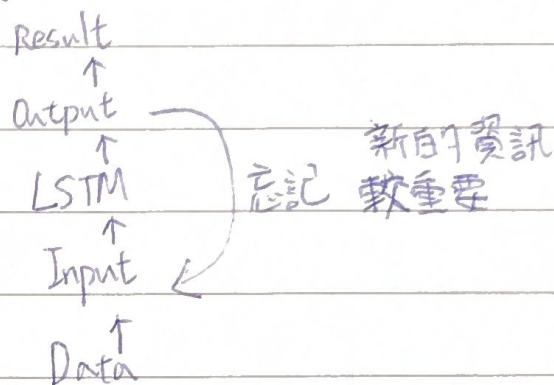 Result
↑
Output
↑
LSTM
↑
Input
↑
Data
忘記
新的資訊
較重要